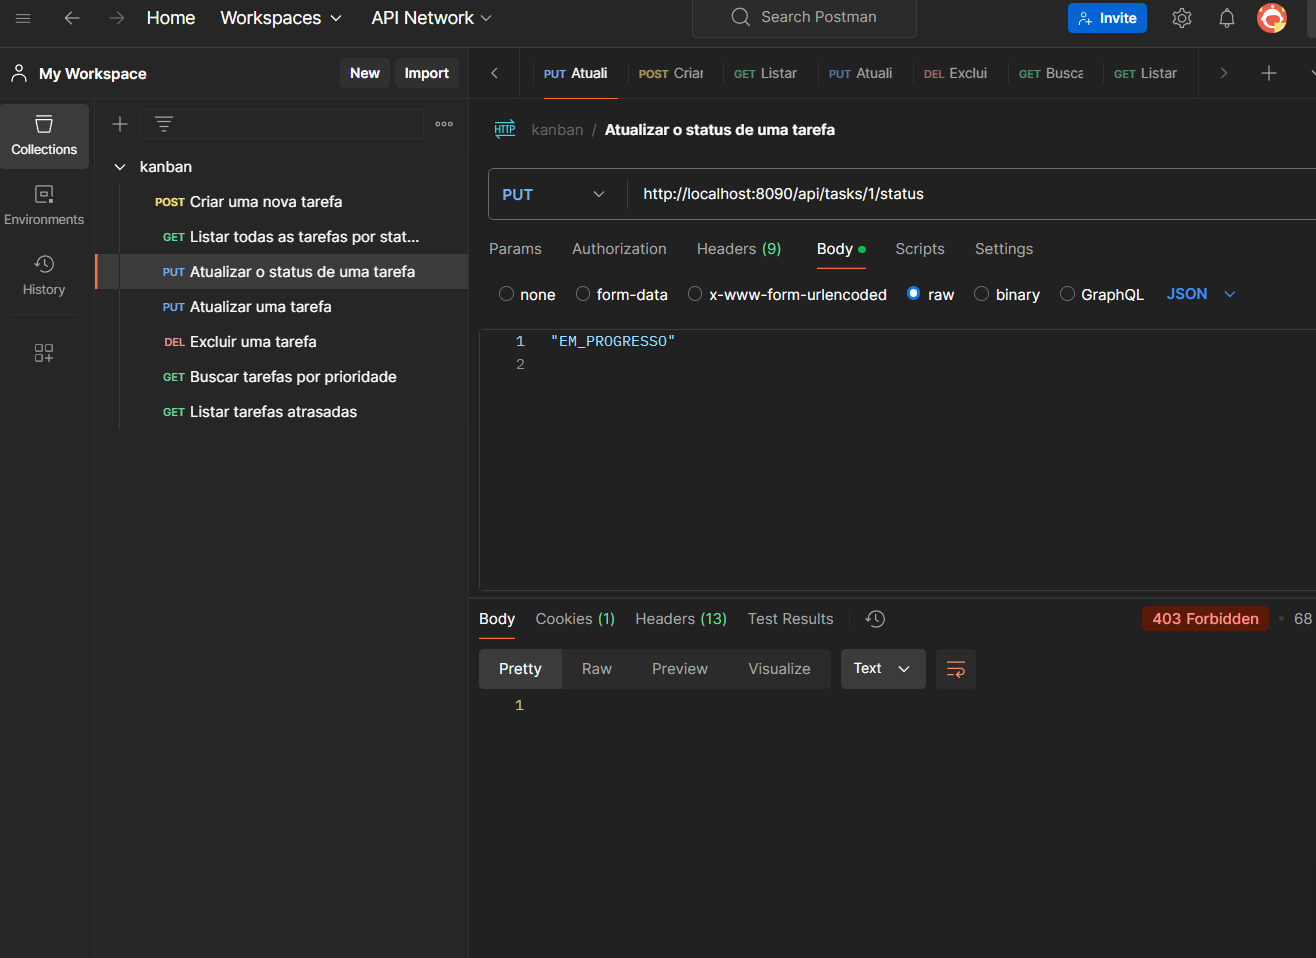 Home Workspaces API Network Search Postman Invite
My Workspace New Import PUT Atuali POST Criar GET Listar PUT Atuali DEL Exclui GET Busca GET Listar
Collections
Environments
History
kanban
POST Criar uma nova tarefa
GET Listar todas as tarefas por stat...
PUT Atualizar o status de uma tarefa
PUT Atualizar uma tarefa
DEL Excluir uma tarefa
GET Buscar tarefas por prioridade
GET Listar tarefas atrasadas
HTTP kanban / Atualizar o status de uma tarefa
PUT http://localhost:8090/api/tasks/1/status
Params Authorization Headers (9) Body Scripts Settings
none form-data x-www-form-urlencoded raw binary GraphQL JSON
1 "EM_PROGRESSO"
2
Body Cookies (1) Headers (13) Test Results 403 Forbidden • 68
Pretty Raw Preview Visualize Text
1